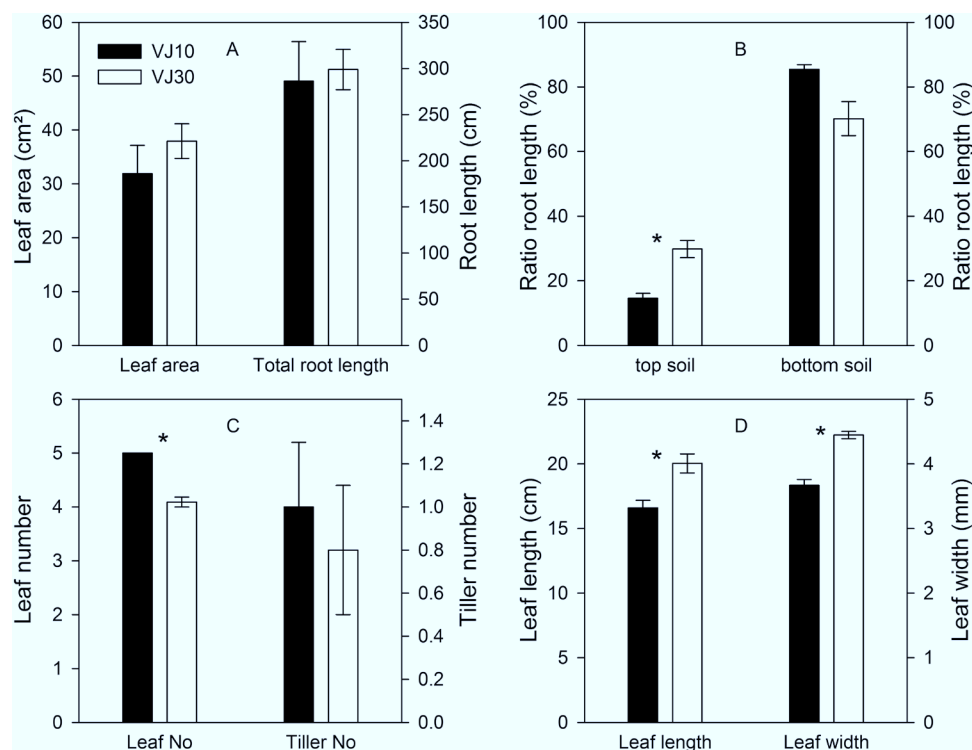 A
VJ10
VJ30
Leaf area (cm²)
60
50
40
30
20
10
0
Root length (cm)
350
300
250
200
150
100
50
0
Leaf area
Total root length
B
Ratio root length (%)
100
80
60
40
20
0
*
Ratio root length (%)
100
80
60
40
20
0
top soil
bottom soil
C
Leaf number
6
5
4
3
2
1
0
*
Tiller number
1.4
1.2
1.0
0.8
0.6
0.4
0.2
0.0
Leaf No
Tiller No
D
Leaf length (cm)
25
20
15
10
5
0
*
*
Leaf width (mm)
5
4
3
2
1
0
Leaf length
Leaf width